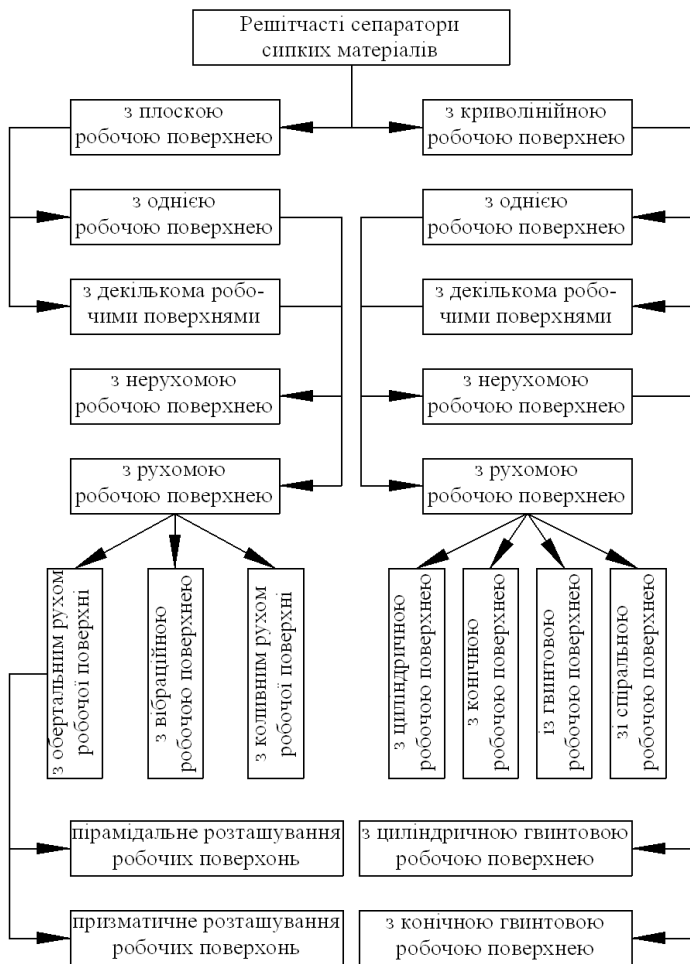 Решітчасті сепаратори
сипких матеріалів
з плоскою
робочою поверхнею
з криволінійною
робочою поверхнею
з однією
робочою поверхнею
з однією
робочою поверхнею
з декількома робо-
чими поверхнями
з декількома робо-
чими поверхнями
з нерухомою
робочою поверхнею
з нерухомою
робочою поверхнею
з рухомою
робочою поверхнею
з рухомою
робочою поверхнею
з обертальним рухом
робочої поверхні
з вібраційною
робочою поверхнею
з коливним рухом
робочої поверхні
з циліндричною
робочою поверхнею
з конічною
робочою поверхнею
із гвинтовою
робочою поверхнею
зі спіральною
робочою поверхнею
пірамідальне розташування
робочих поверхонь
з циліндричною гвинтовою
робочою поверхнею
призматичне розташування
робочих поверхонь
з конічною гвинтовою
робочою поверхнею